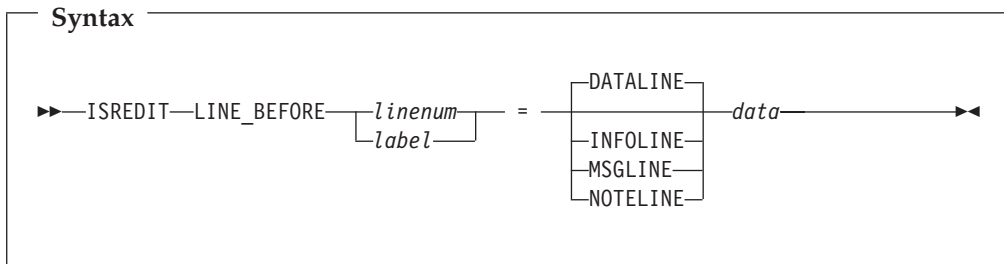 Syntax
DATALINE
►►—ISREDIT—LINE_BEFORE—linenum— = —data—►◄
label
INFOLINE
MSGLINE
NOTELINE